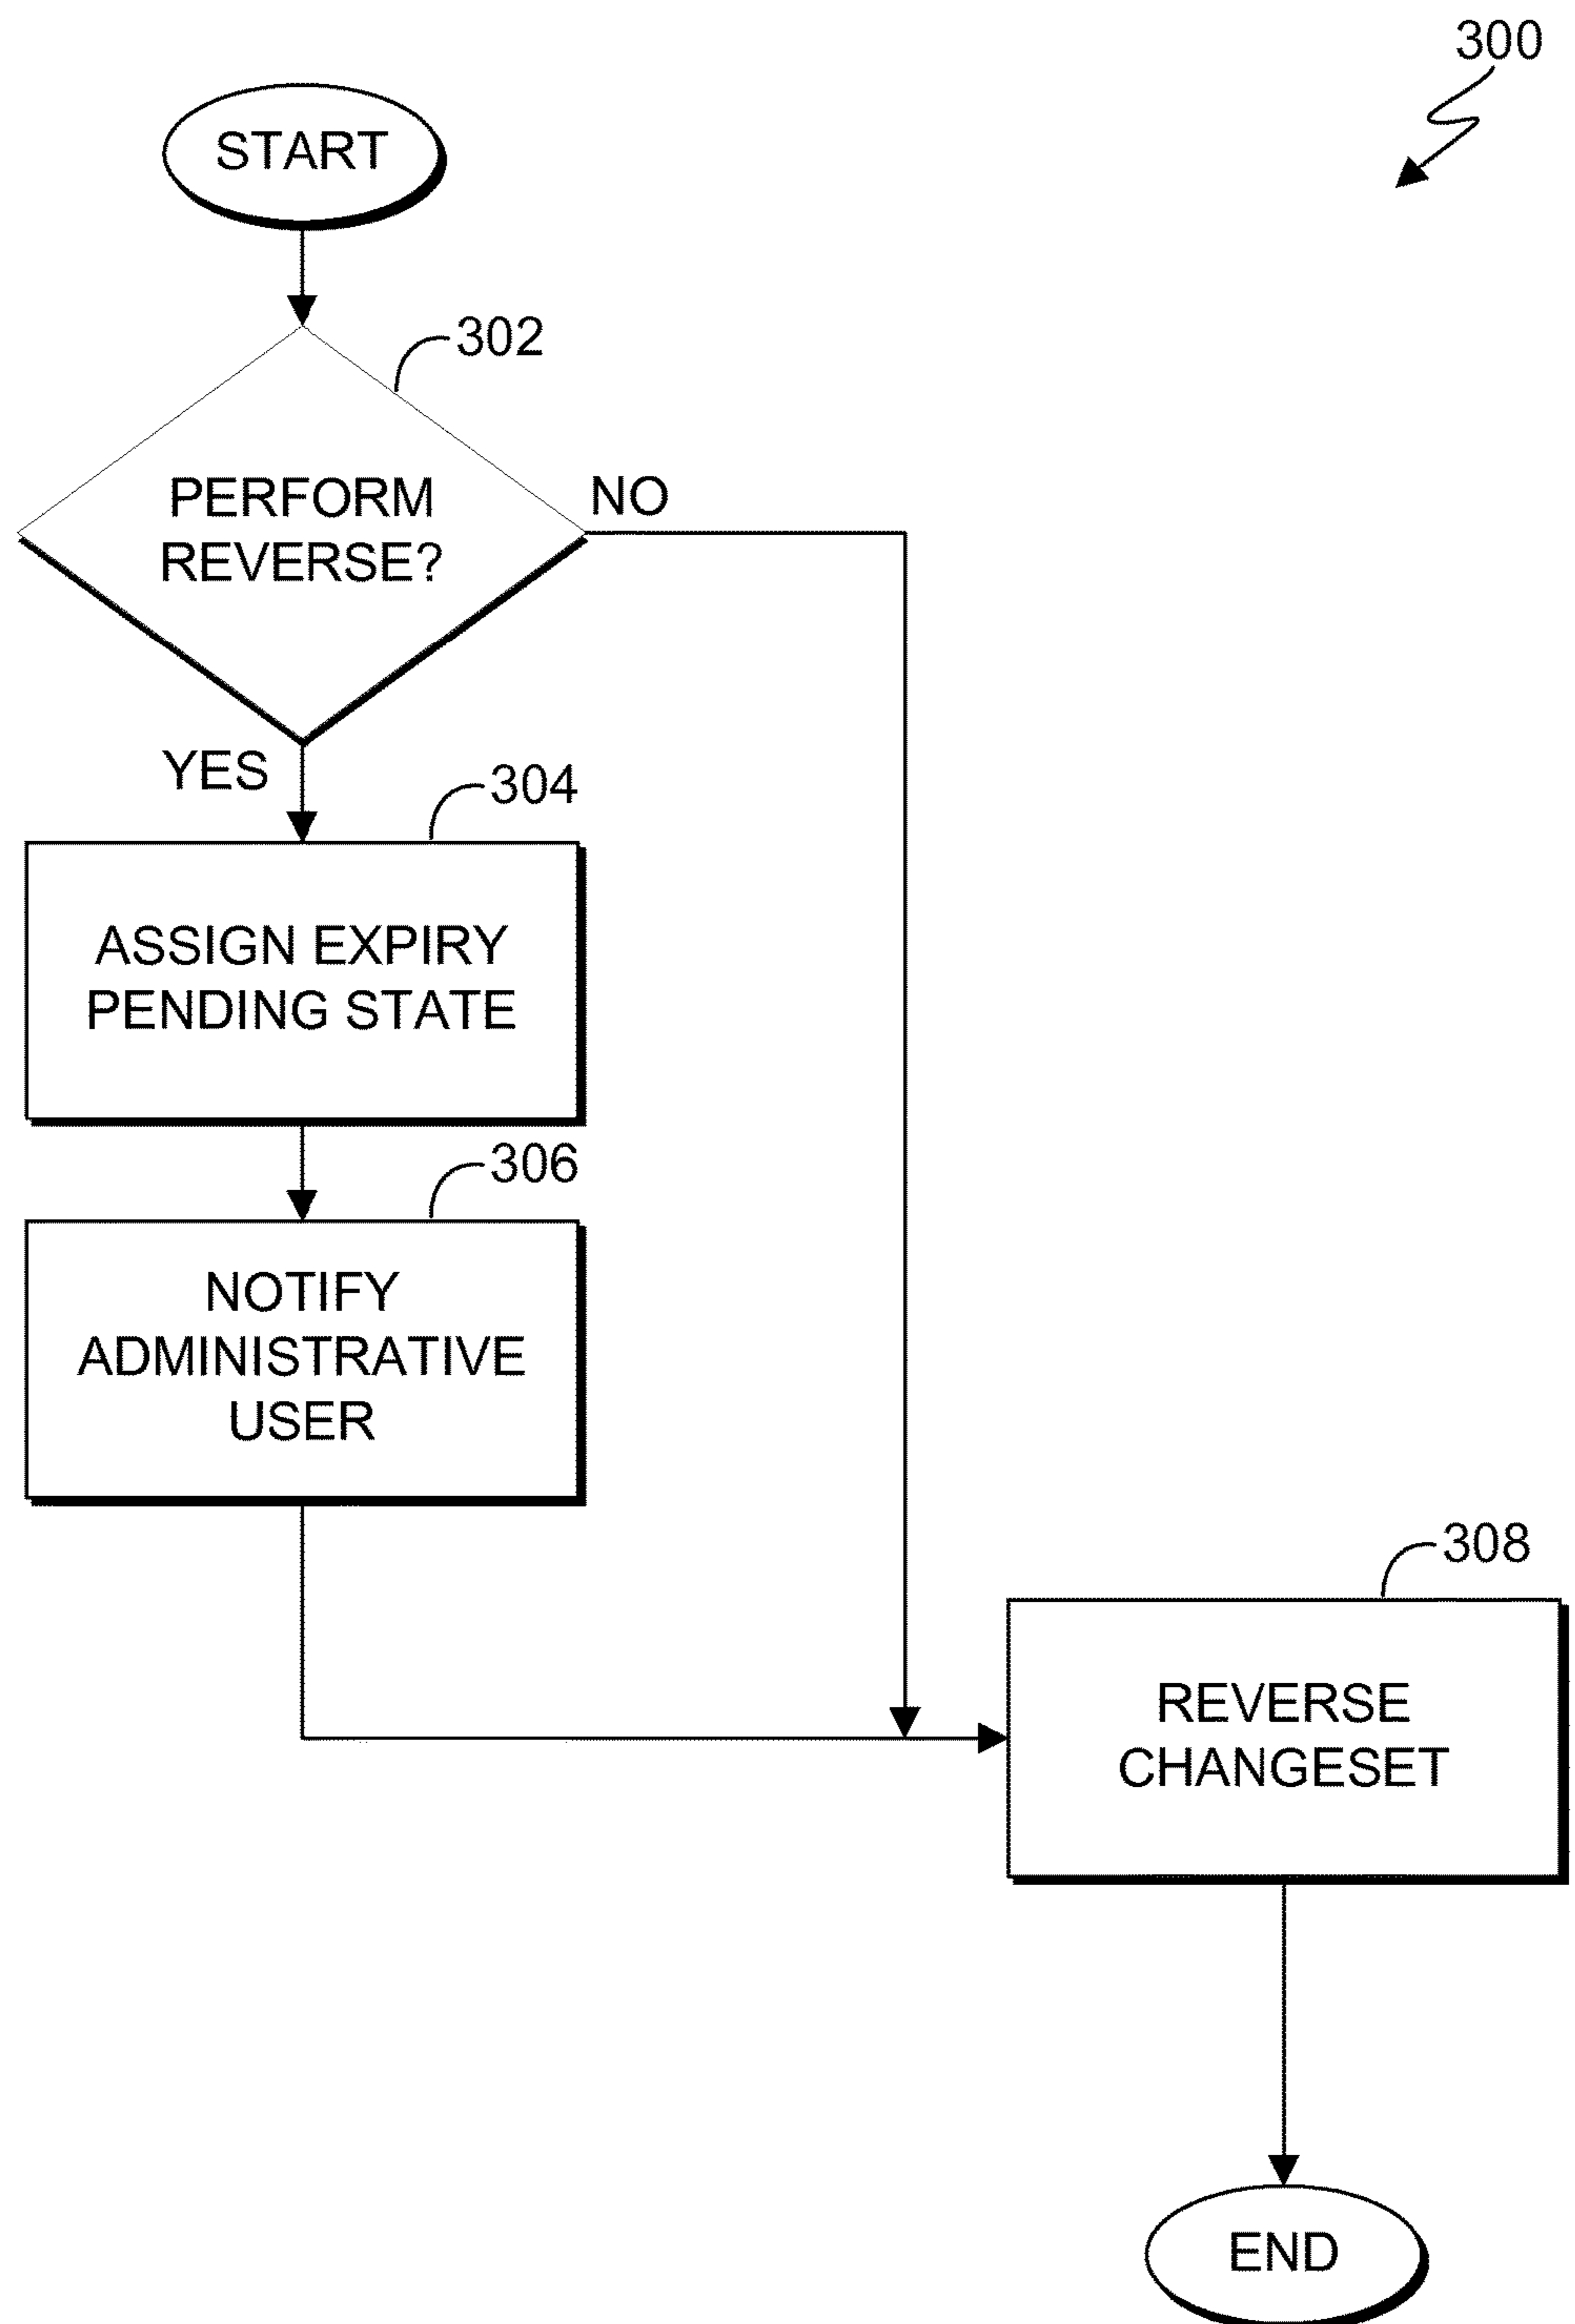 300
START
302
PERFORM
REVERSE?
NO
YES
304
ASSIGN EXPIRY
PENDING STATE
306
NOTIFY
ADMINISTRATIVE
USER
308
REVERSE
CHANGESET
END